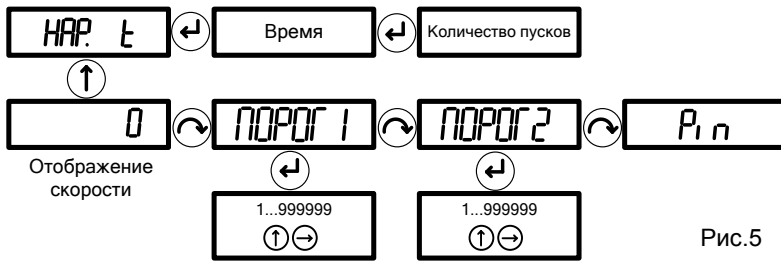 НАР. t
Время
Количество пусков
0
ПОРОГ 1
ПОРОГ 2
Pin
Отображение
скорости
1...999999
1...999999
Рис.5